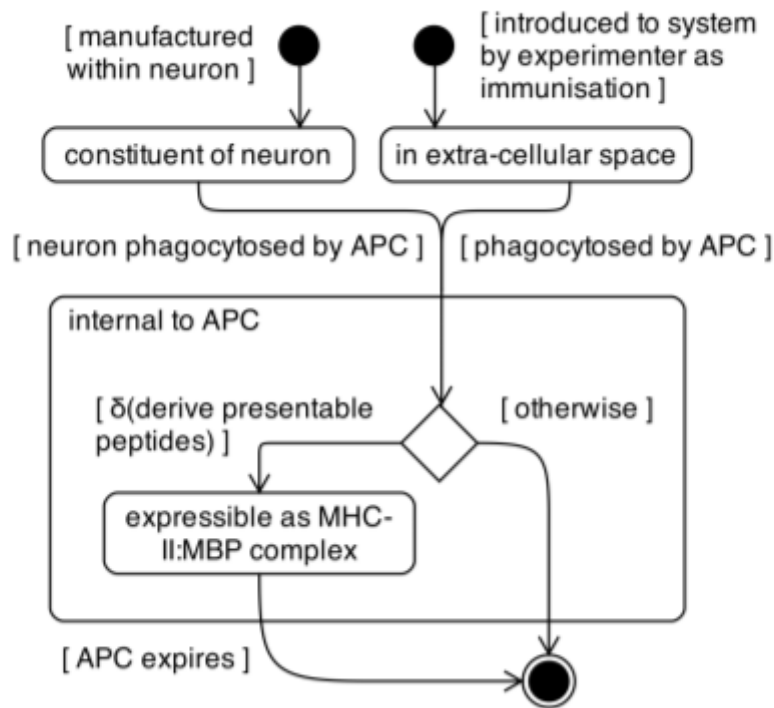 [ manufactured
within neuron ]
[ introduced to system
by experimenter as
immunisation ]
constituent of neuron
in extra-cellular space
[ neuron phagocytosed by APC ]
[ phagocytosed by APC ]
internal to APC
[ δ(derive presentable
peptides) ]
[ otherwise ]
expressible as MHC-
II:MBP complex
[ APC expires ]